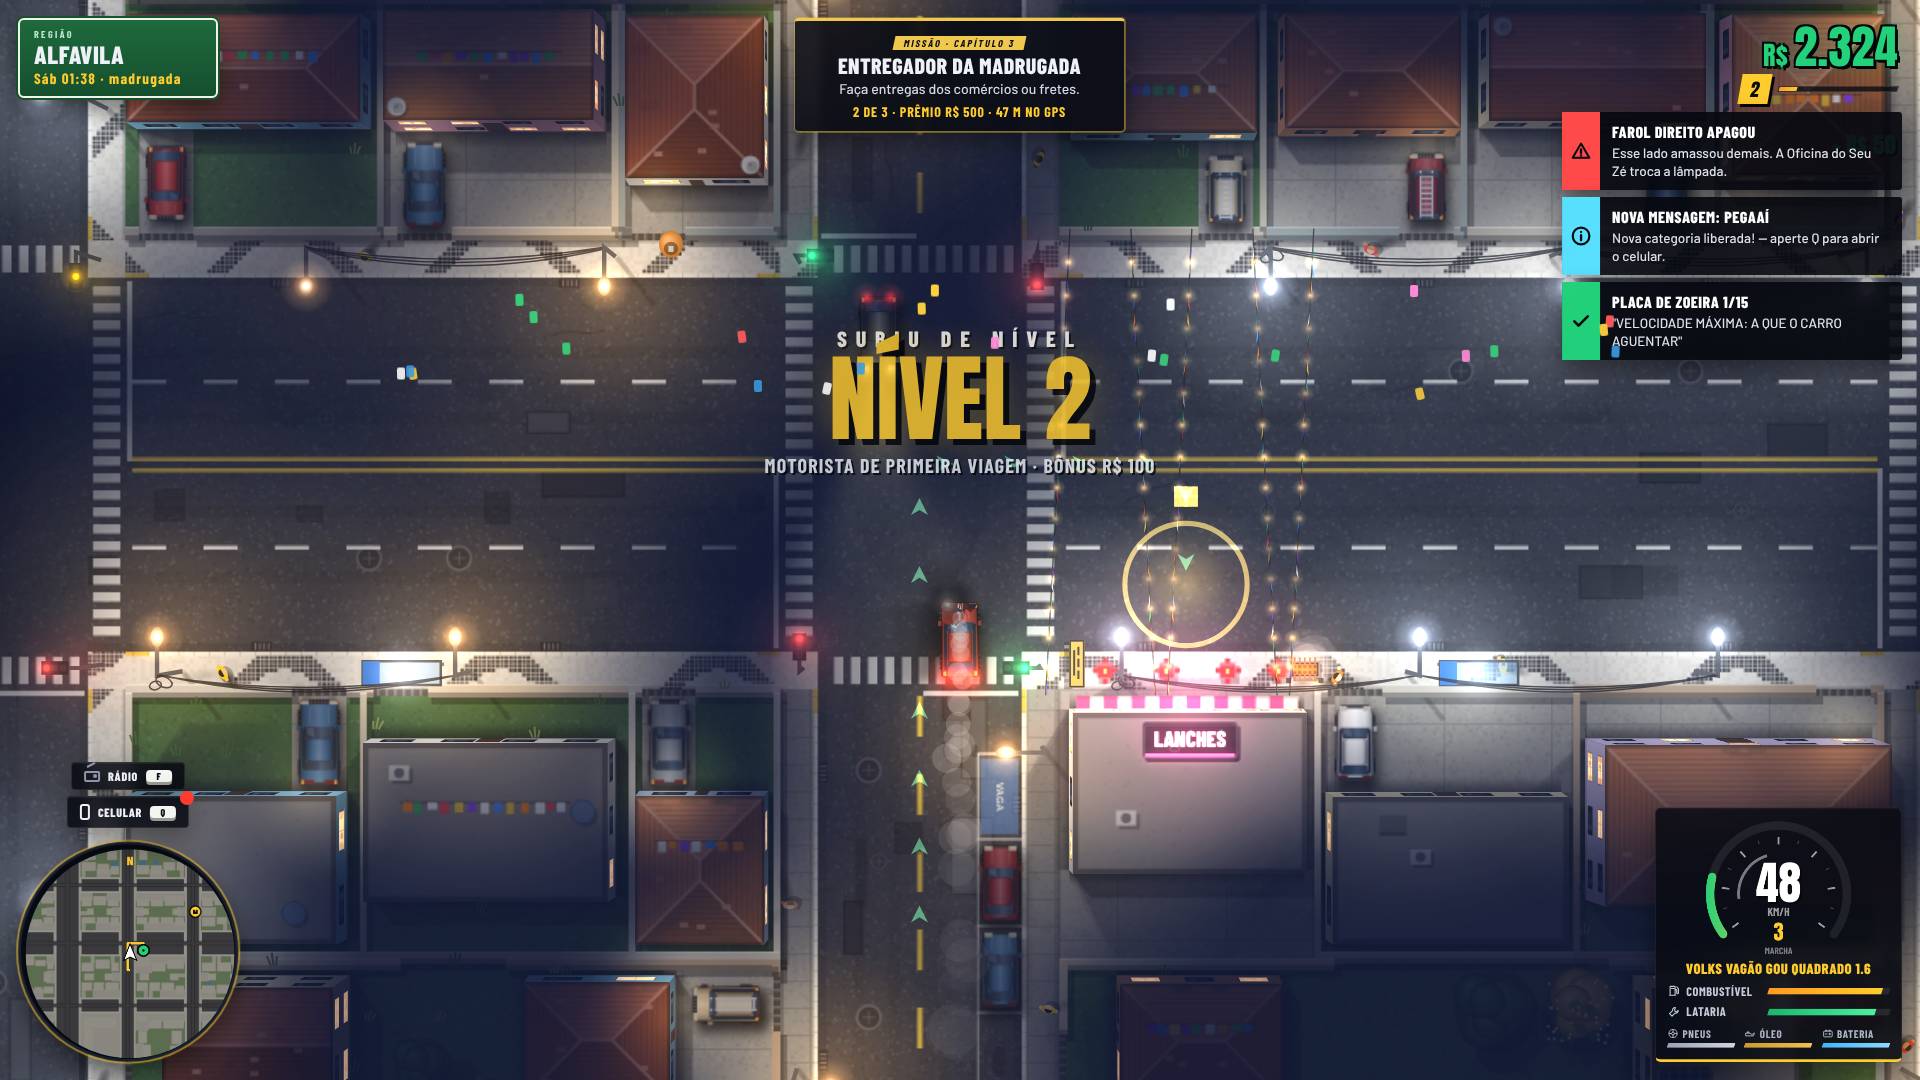 REGIÃO
ALFAVILA
Sáb 01:38 · madrugada
MISSÃO · CAPÍTULO 3
ENTREGADOR DA MADRUGADA
Faça entregas dos comércios ou fretes.
2 DE 3 · PRÊMIO R$ 500 · 47 M NO GPS
R$ 2.324
2
FAROL DIREITO APAGOU
Esse lado amassou demais. A Oficina do Seu
Zé troca a lâmpada.
NOVA MENSAGEM: PEGAAÍ
Nova categoria liberada! — aperte Q para abrir
o celular.
PLACA DE ZOEIRA 1/15
"VELOCIDADE MÁXIMA: A QUE O CARRO
AGUENTAR"
SUBIU DE NÍVEL
NÍVEL 2
MOTORISTA DE PRIMEIRA VIAGEM · BÔNUS R$ 100
LANCHES
VAGA
RÁDIO F
CELULAR Q
N
48
KM/H
3
MARCHA
VOLKS VAGÃO GOU QUADRADO 1.6
COMBUSTÍVEL
LATARIA
PNEUS ÓLEO BATERIA